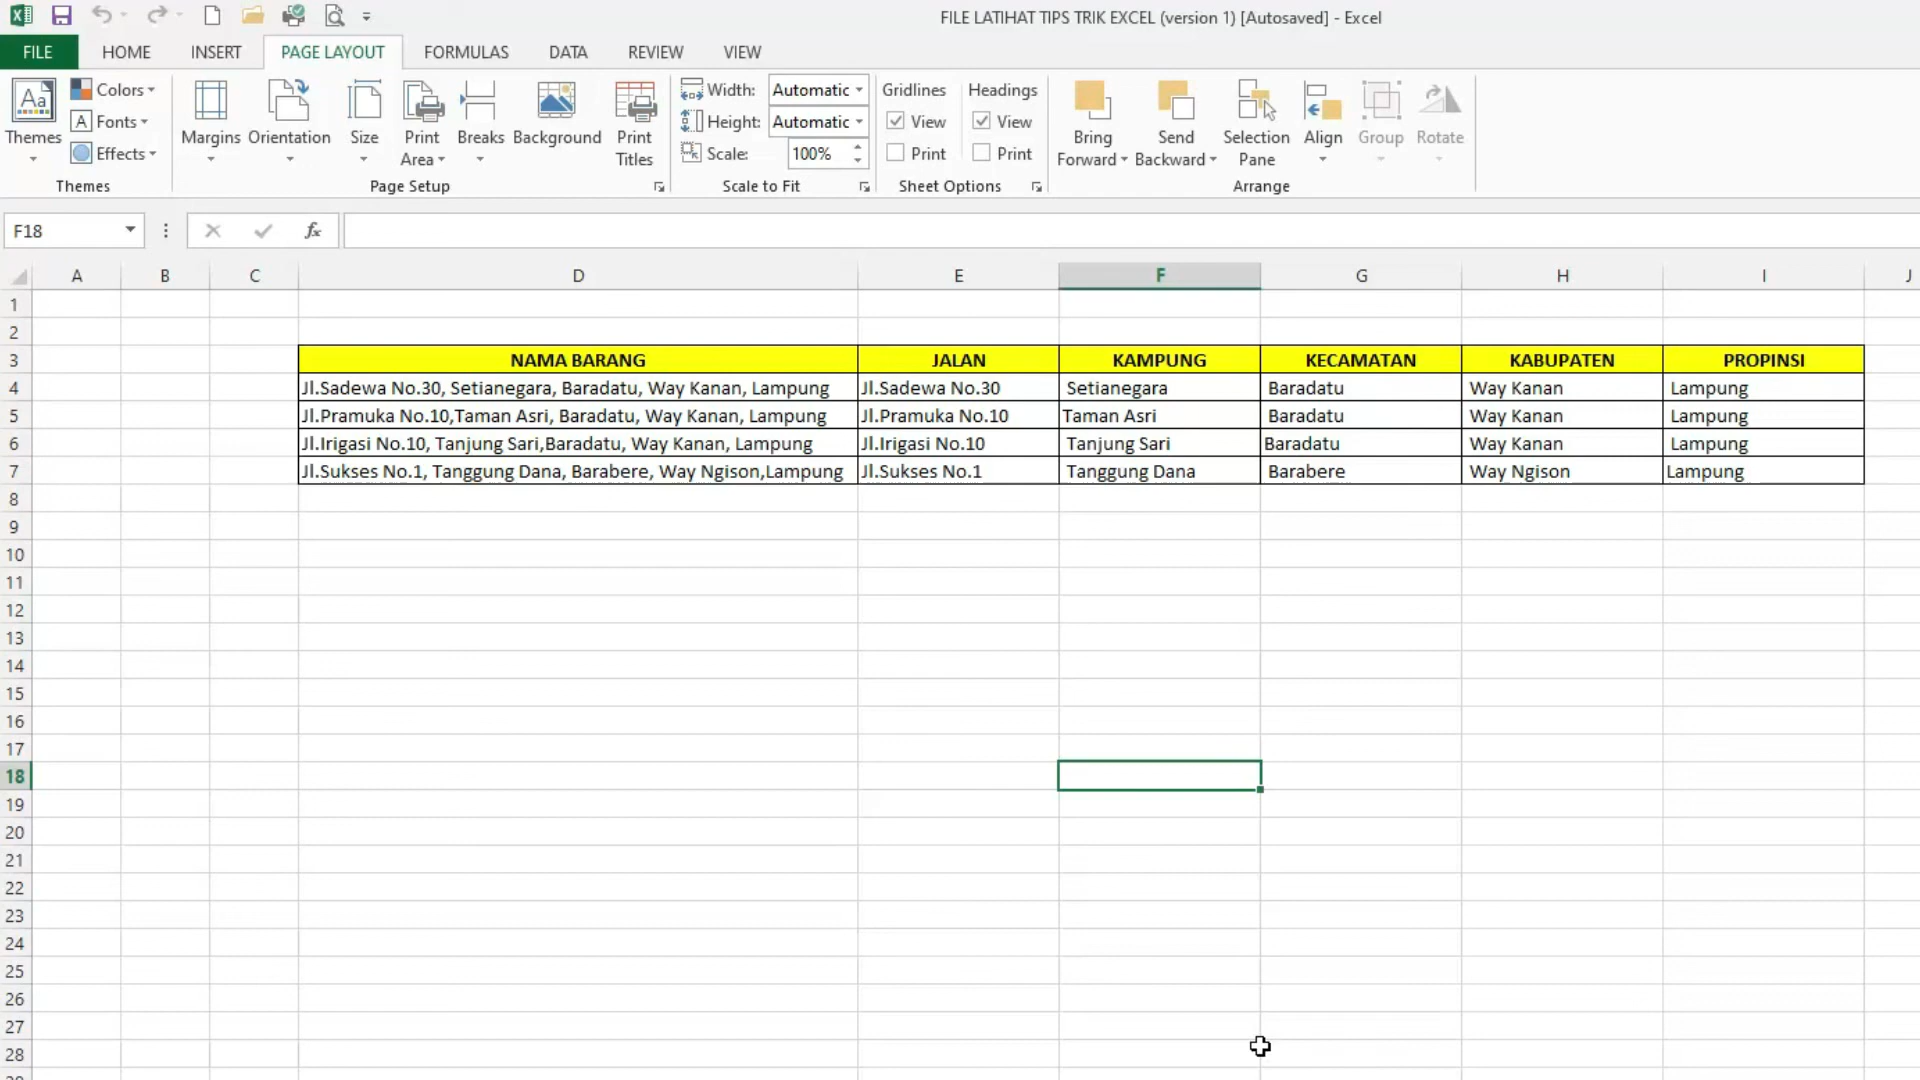 FILE LATIHAT TIPS TRIK EXCEL (version 1) [Autosaved] - Excel
FILE HOME INSERT PAGE LAYOUT FORMULAS DATA REVIEW VIEW
Aa Colors Width: Automatic Gridlines Headings
A Fonts Height: Automatic View View
Themes Effects Margins Orientation Size Print Area Breaks Background Print Titles Scale: 100% Print Print Bring Forward Send Backward Selection Pane Align Group Rotate
Themes Page Setup Scale to Fit Sheet Options Arrange
F18 fx
A B C D E F G H I J
1
2
3 NAMA BARANG JALAN KAMPUNG KECAMATAN KABUPATEN PROPINSI
4 Jl.Sadewa No.30, Setianegara, Baradatu, Way Kanan, Lampung Jl.Sadewa No.30 Setianegara Baradatu Way Kanan Lampung
5 Jl.Pramuka No.10,Taman Asri, Baradatu, Way Kanan, Lampung Jl.Pramuka No.10 Taman Asri Baradatu Way Kanan Lampung
6 Jl.Irigasi No.10, Tanjung Sari,Baradatu, Way Kanan, Lampung Jl.Irigasi No.10 Tanjung Sari Baradatu Way Kanan Lampung
7 Jl.Sukses No.1, Tanggung Dana, Barabere, Way Ngison,Lampung Jl.Sukses No.1 Tanggung Dana Barabere Way Ngison Lampung
8
9
10
11
12
13
14
15
16
17
18
19
20
21
22
23
24
25
26
27
28